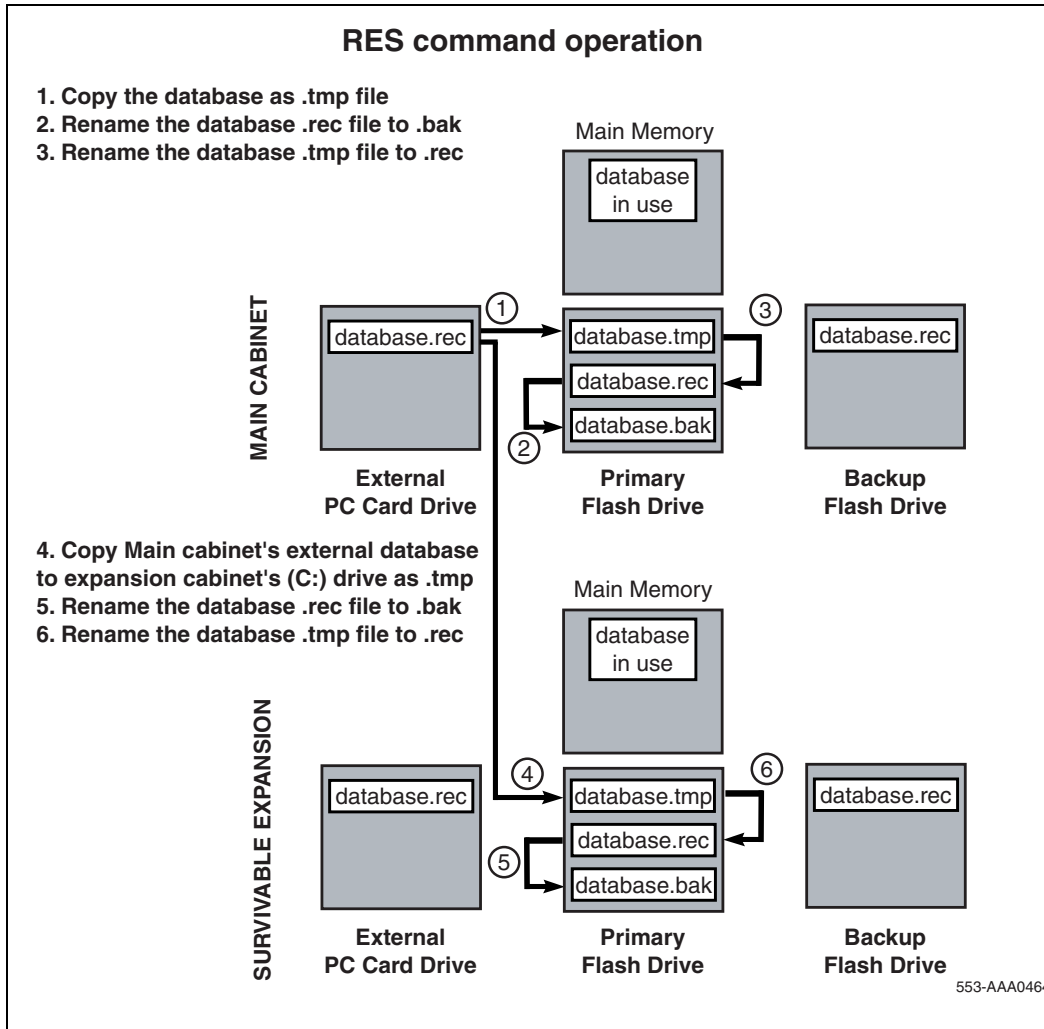 RES command operation
1. Copy the database as .tmp file
2. Rename the database .rec file to .bak
3. Rename the database .tmp file to .rec
Main Memory
database
in use
MAIN CABINET
database.rec
1
database.tmp
database.rec
database.bak
2
3
database.rec
External
PC Card Drive
Primary
Flash Drive
Backup
Flash Drive
4. Copy Main cabinet's external database
to expansion cabinet's (C:) drive as .tmp
5. Rename the database .rec file to .bak
6. Rename the database .tmp file to .rec
Main Memory
database
in use
SURVIVABLE EXPANSION
database.rec
4
database.tmp
database.rec
database.bak
5
6
database.rec
External
PC Card Drive
Primary
Flash Drive
Backup
Flash Drive
553-AAA0464